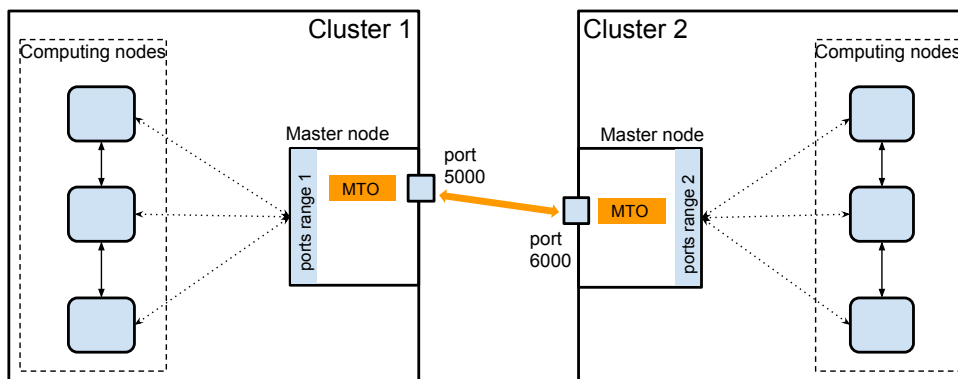 Cluster 1
Computing nodes
Master node
ports range 1
MTO
port
5000
Cluster 2
Computing nodes
Master node
port
6000
MTO
ports range 2